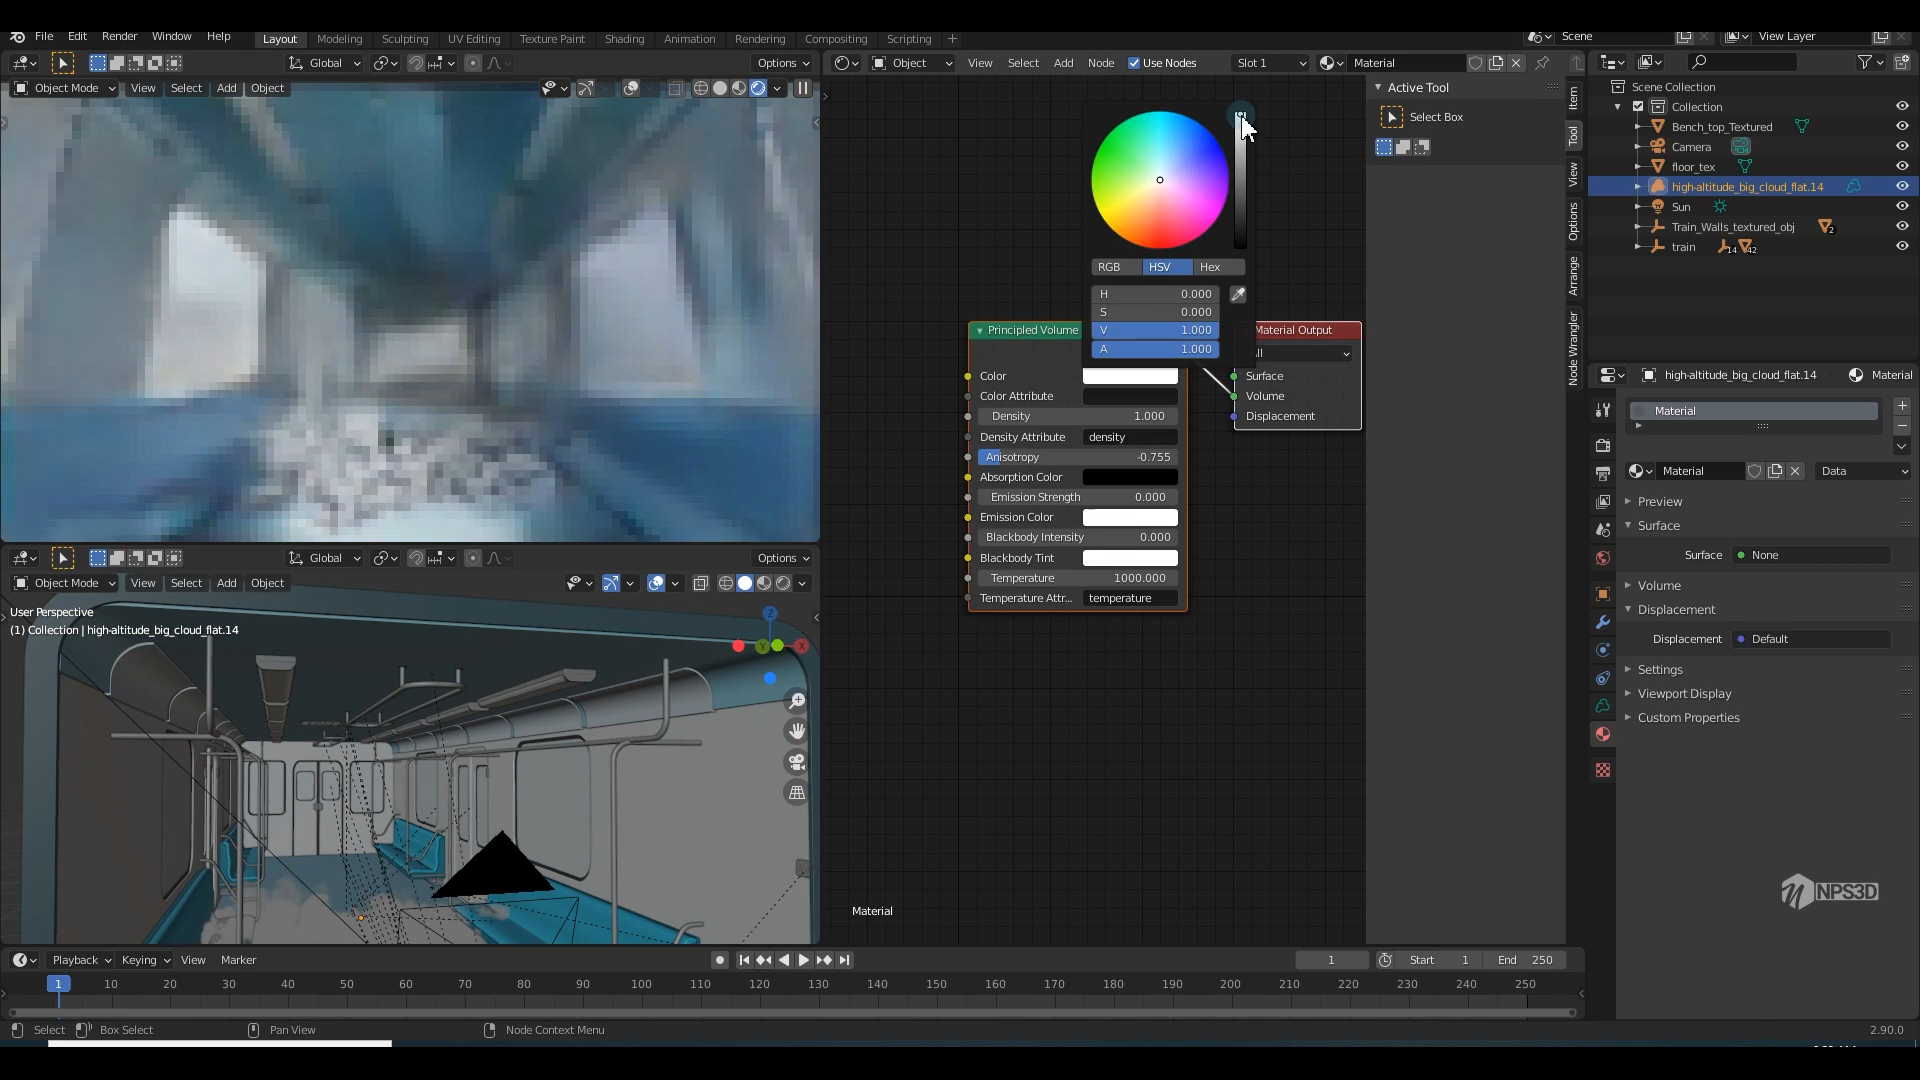 File Edit Render Window Help Layout Modeling Sculpting UV Editing Texture Paint Shading Animation Rendering Compositing Scripting + Scene View Layer
Global Options
Object Mode View Select Add Object
Object View Select Add Node Use Nodes Slot 1 Material
Active Tool
Select Box
Item
Tool
View
Options
Arrange
Node Wrangler
RGB HSV Hex
H 0.000
S 0.000
V 1.000
A 1.000
Principled Volume
Color
Color Attribute
Density 1.000
Density Attribute density
Anisotropy -0.755
Absorption Color
Emission Strength 0.000
Emission Color
Blackbody Intensity 0.000
Blackbody Tint
Temperature 1000.000
Temperature Attr... temperature
Material Output
ll
Surface
Volume
Displacement
Material
Scene Collection
Collection
Bench_top_Textured
Camera
floor_tex
high-altitude_big_cloud_flat.14
Sun
Train_Walls_textured_obj 2
train 14 42
high-altitude_big_cloud_flat.14 Material
Material
Material Data
Preview
Surface
Surface None
Volume
Displacement
Displacement Default
Settings
Viewport Display
Custom Properties
NPS3D
Global Options
Object Mode View Select Add Object
User Perspective
(1) Collection | high-altitude_big_cloud_flat.14
Z
Y
X
Playback Keying View Marker 1 Start 1 End 250
1 10 20 30 40 50 60 70 80 90 100 110 120 130 140 150 160 170 180 190 200 210 220 230 240 250
Select Box Select Pan View Node Context Menu 2.90.0